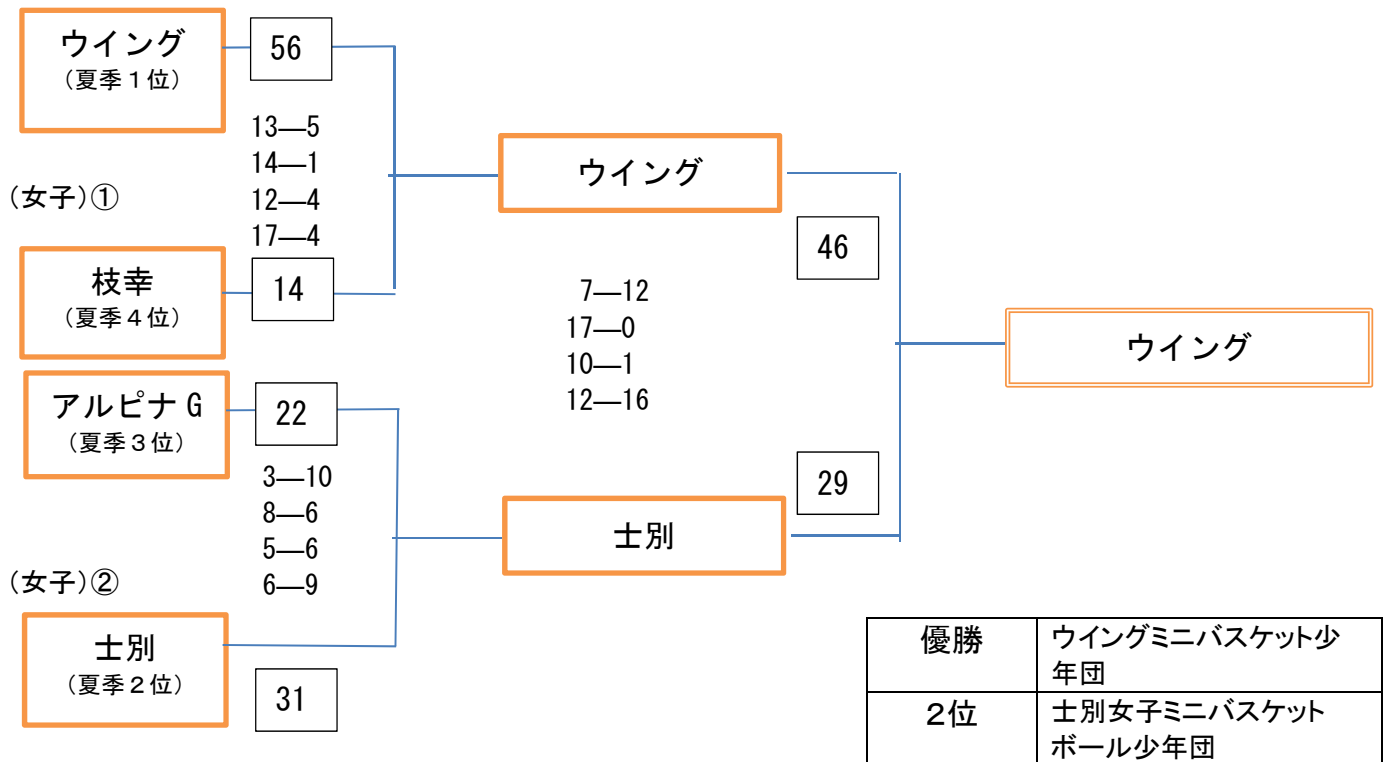 ウイング
(夏季1位)
56
13―5
14―1
12―4
17―4
(女子)①
枝幸
(夏季4位)
14
ウイング
46
7―12
17―0
10―1
12―16
ウイング
アルピナG
(夏季3位)
22
3―10
8―6
5―6
6―9
29
士別
(女子)②
士別
(夏季2位)
31
優勝
ウイングミニバスケット少
年団
2位
士別女子ミニバスケット
ボール少年団